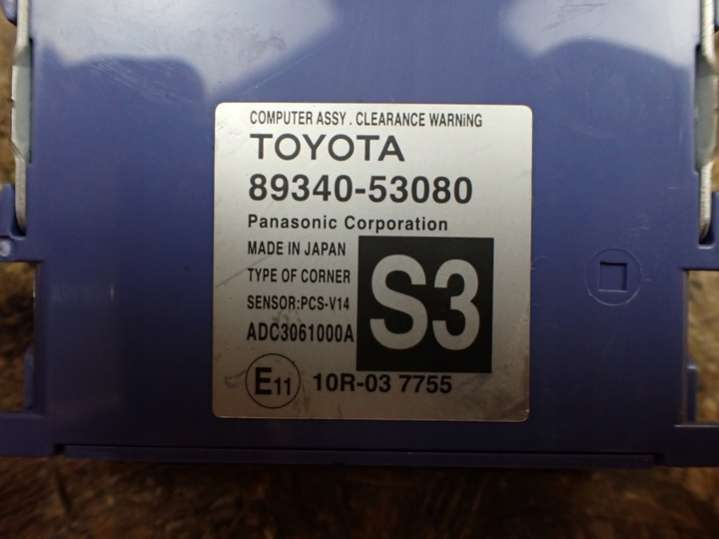 COMPUTER ASSY . CLEARANCE WARNiNG
TOYOTA
89340-53080
Panasonic Corporation
MADE IN JAPAN
TYPE OF CORNER
SENSOR:PCS-V14
ADC3061000A
S3
E11 10R-03 7755